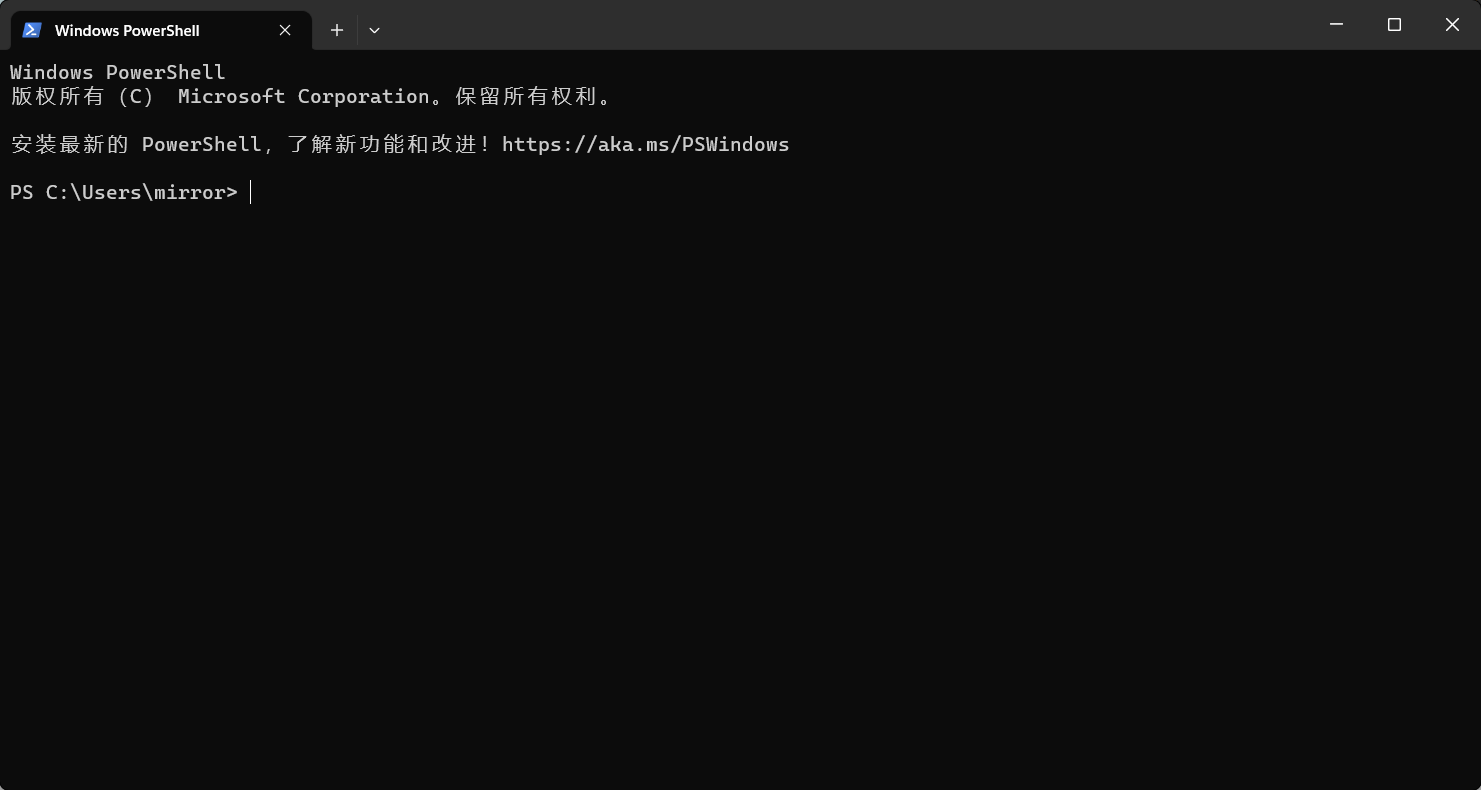 Windows PowerShell
Windows PowerShell
版权所有（C） Microsoft Corporation。保留所有权利。
安装最新的 PowerShell，了解新功能和改进！https://aka.ms/PSWindows
PS C:\Users\mirror>